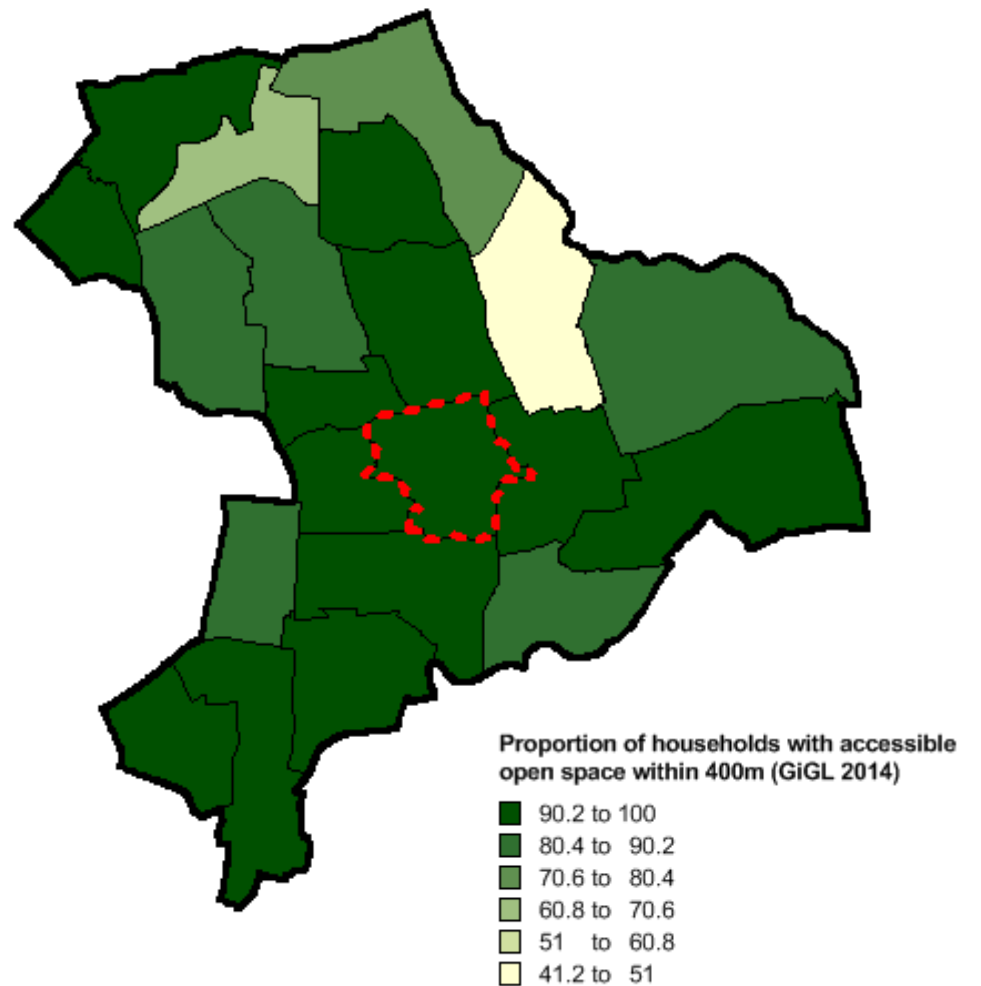 Proportion of households with accessible
open space within 400m (GiGL 2014)
90.2 to 100
80.4 to 90.2
70.6 to 80.4
60.8 to 70.6
51 to 60.8
41.2 to 51